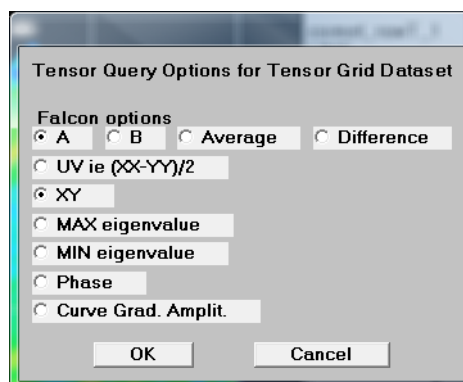 Tensor Query Options for Tensor Grid Dataset
Falcon options
A B Average Difference
UV ie (XX-YY)/2
XY
MAX eigenvalue
MIN eigenvalue
Phase
Curve Grad. Amplit.
OK Cancel